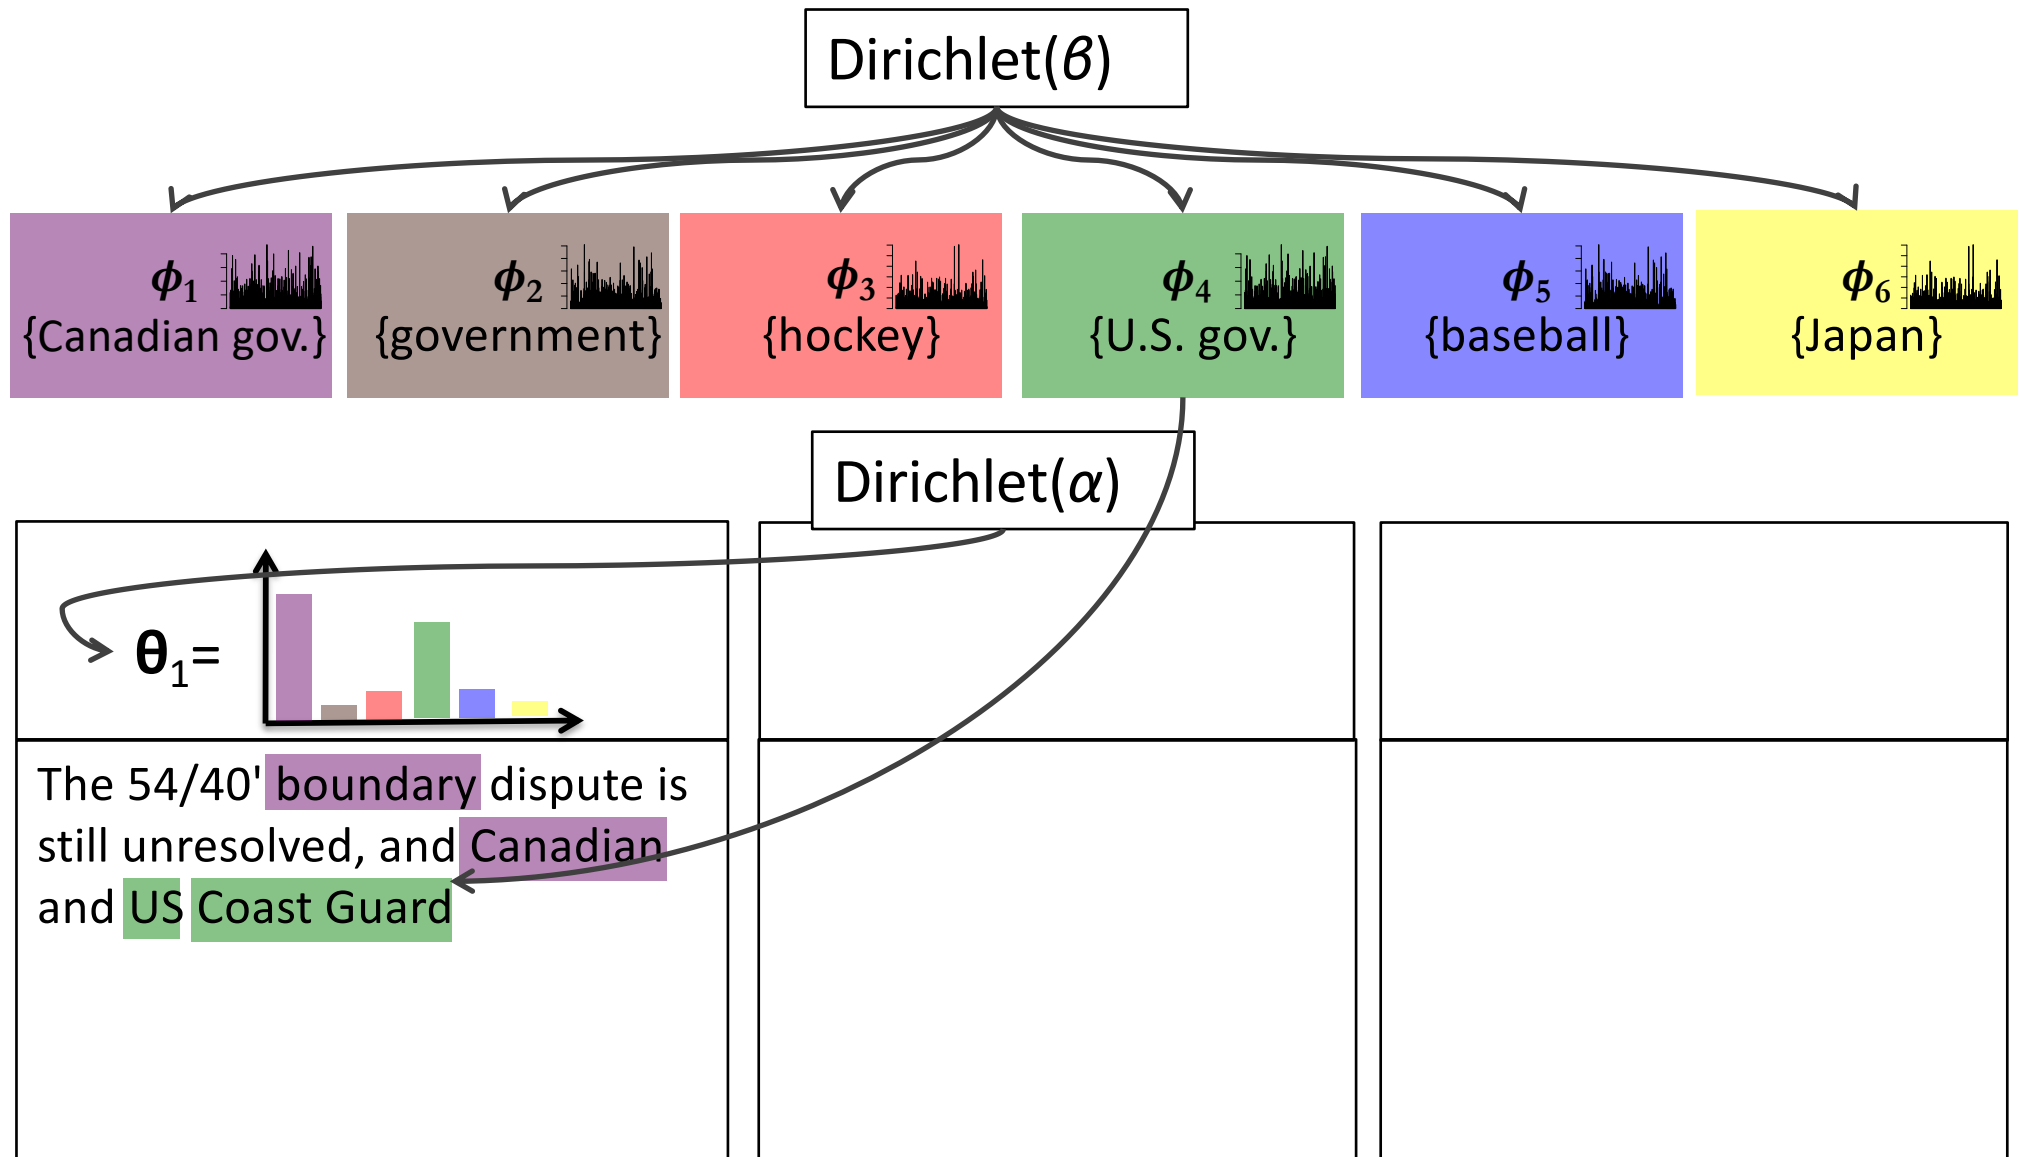 Dirichlet(β)
ϕ1
{Canadian gov.}
ϕ2
{government}
ϕ3
{hockey}
ϕ4
{U.S. gov.}
ϕ5
{baseball}
ϕ6
{Japan}
Dirichlet(α)
θ1=
The 54/40' boundary dispute is
still unresolved, and Canadian
and US Coast Guard